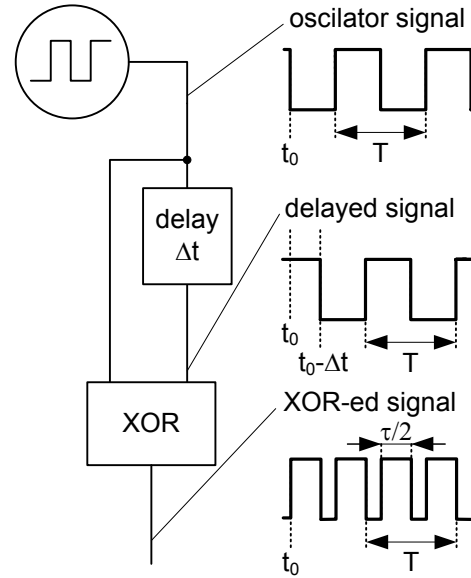 oscilator signal
t₀
T
delay
Δt
delayed signal
t₀
t₀-Δt
T
XOR
XOR-ed signal
τ/2
t₀
T